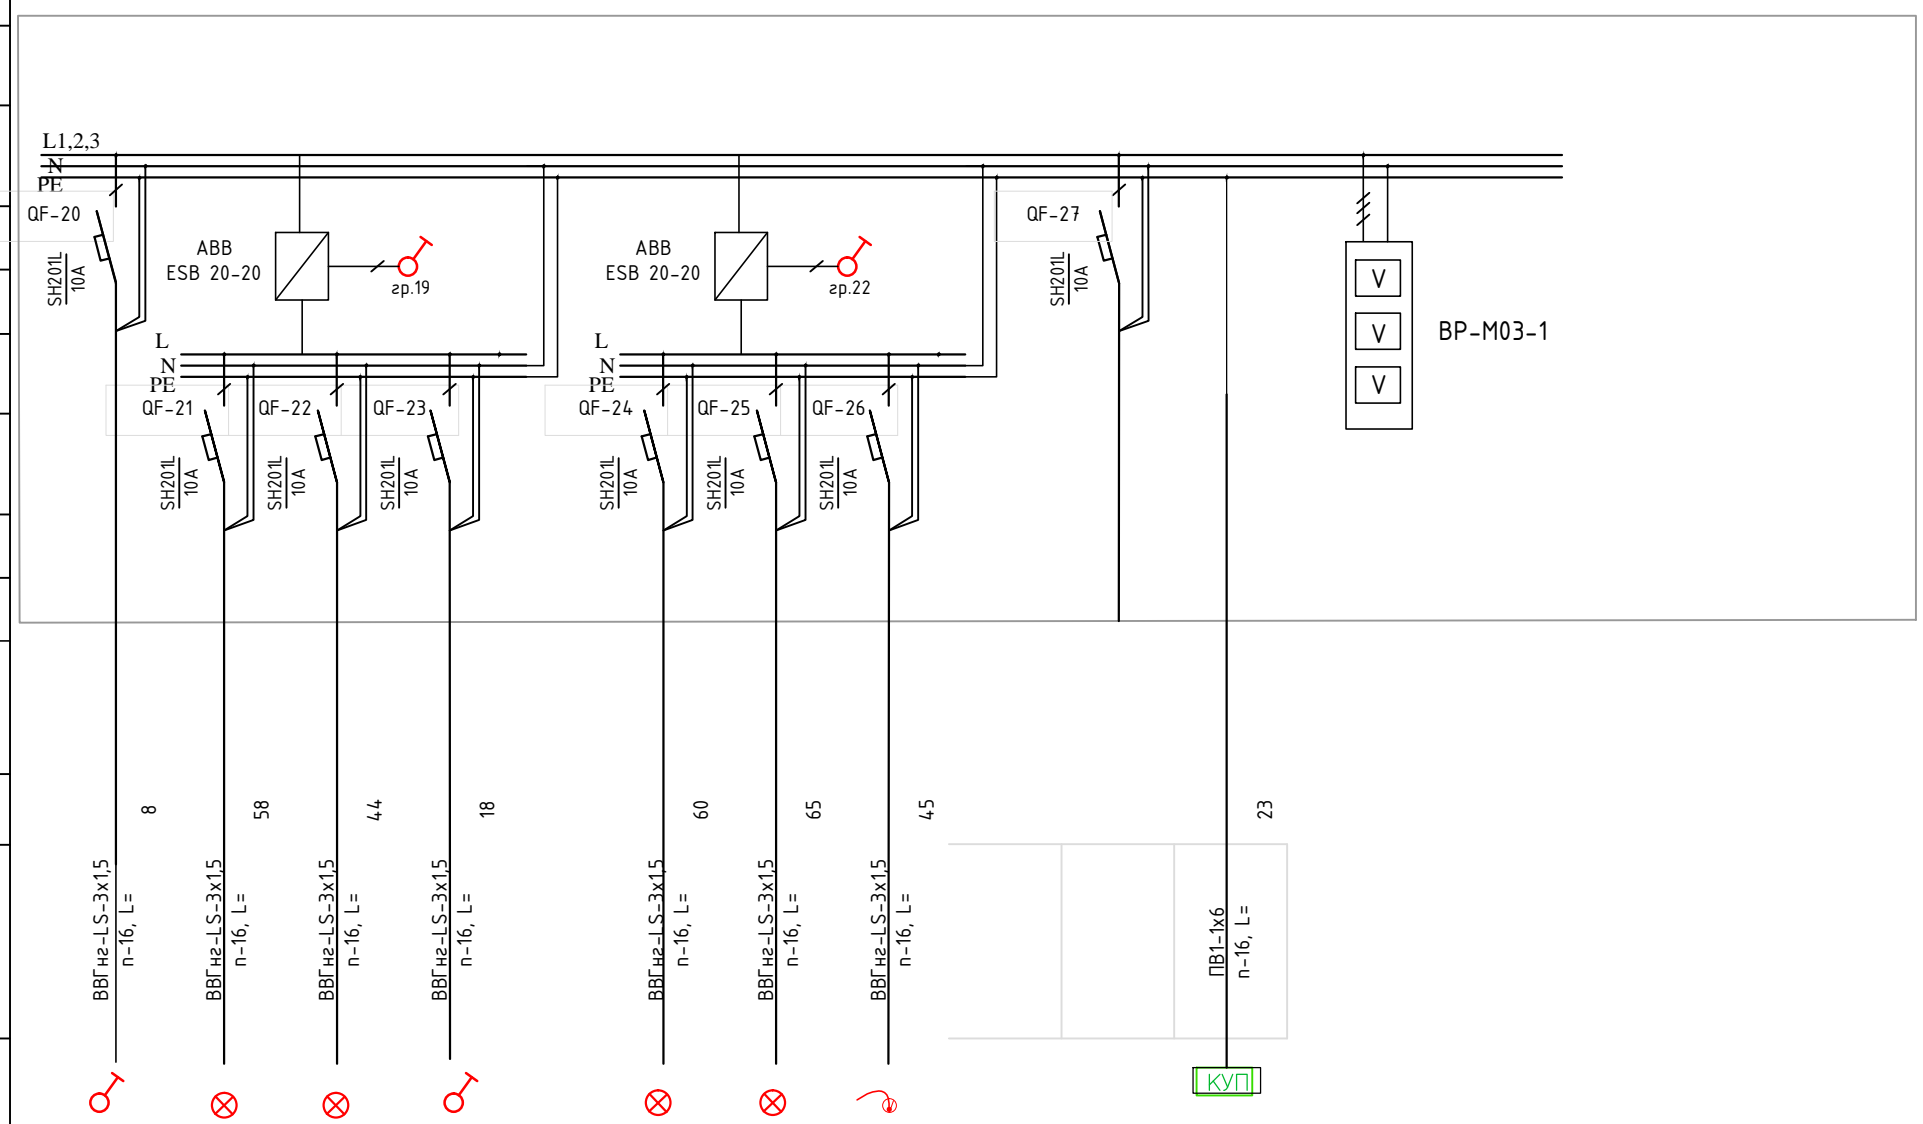 L1,2,3
N
PE
QF-20
SH201L
10A
ABB
ESB 20-20
гр.19
ABB
ESB 20-20
гр.22
QF-27
SH201L
10A
V
V
V
ВР-М03-1
L
N
PE
QF-21
SH201L
10A
QF-22
SH201L
10A
QF-23
SH201L
10A
L
N
PE
QF-24
SH201L
10A
QF-25
SH201L
10A
QF-26
SH201L
10A
8
58
44
18
60
65
45
23
ВВГнг-LS-3х1,5
п-16, L=
ВВГнг-LS-3х1,5
п-16, L=
ВВГнг-LS-3х1,5
п-16, L=
ВВГнг-LS-3х1,5
п-16, L=
ВВГнг-LS-3х1,5
п-16, L=
ВВГнг-LS-3х1,5
п-16, L=
ВВГнг-LS-3х1,5
п-16, L=
ПВ1-1х6
п-16, L=
КУП